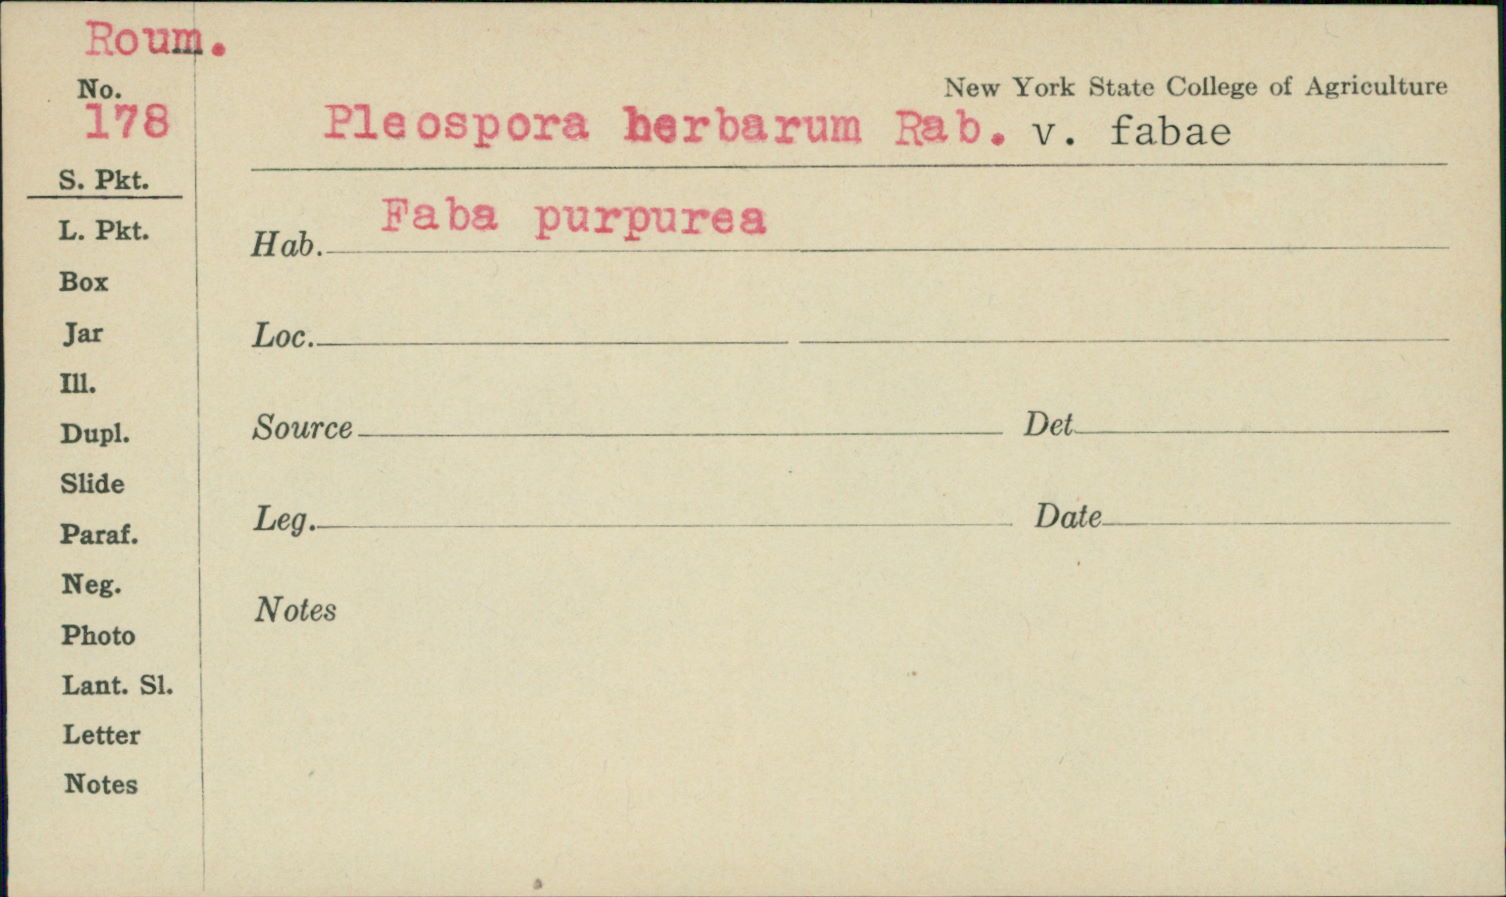 Roum.
No.
178
New York State College of Agriculture
Pleospora herbarum Rab. v. fabae
S. Pkt.
Hab. Faba purpurea
L. Pkt.
Box
Jar
Loc.
Ill.
Dupl.
Source Det
Slide
Leg. Date
Paraf.
Neg.
Notes
Photo
Lant. Sl.
Letter
Notes